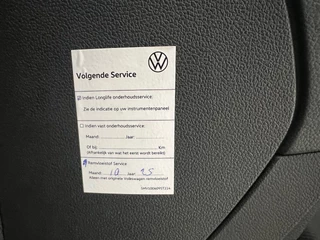 Volgende Service
Indien Longlife onderhoudsservice:
Zie de indicatie op uw instrumentenpaneel
Indien vast onderhoudsservice:
Maand Jaar:
Of bij Km.
(Afhankelijk van wat het eerst wordt bereikt)
Remvloeistof Service
Maand: 10 Jaar: 25
Alleen met originele Volkswagen remvloeistof